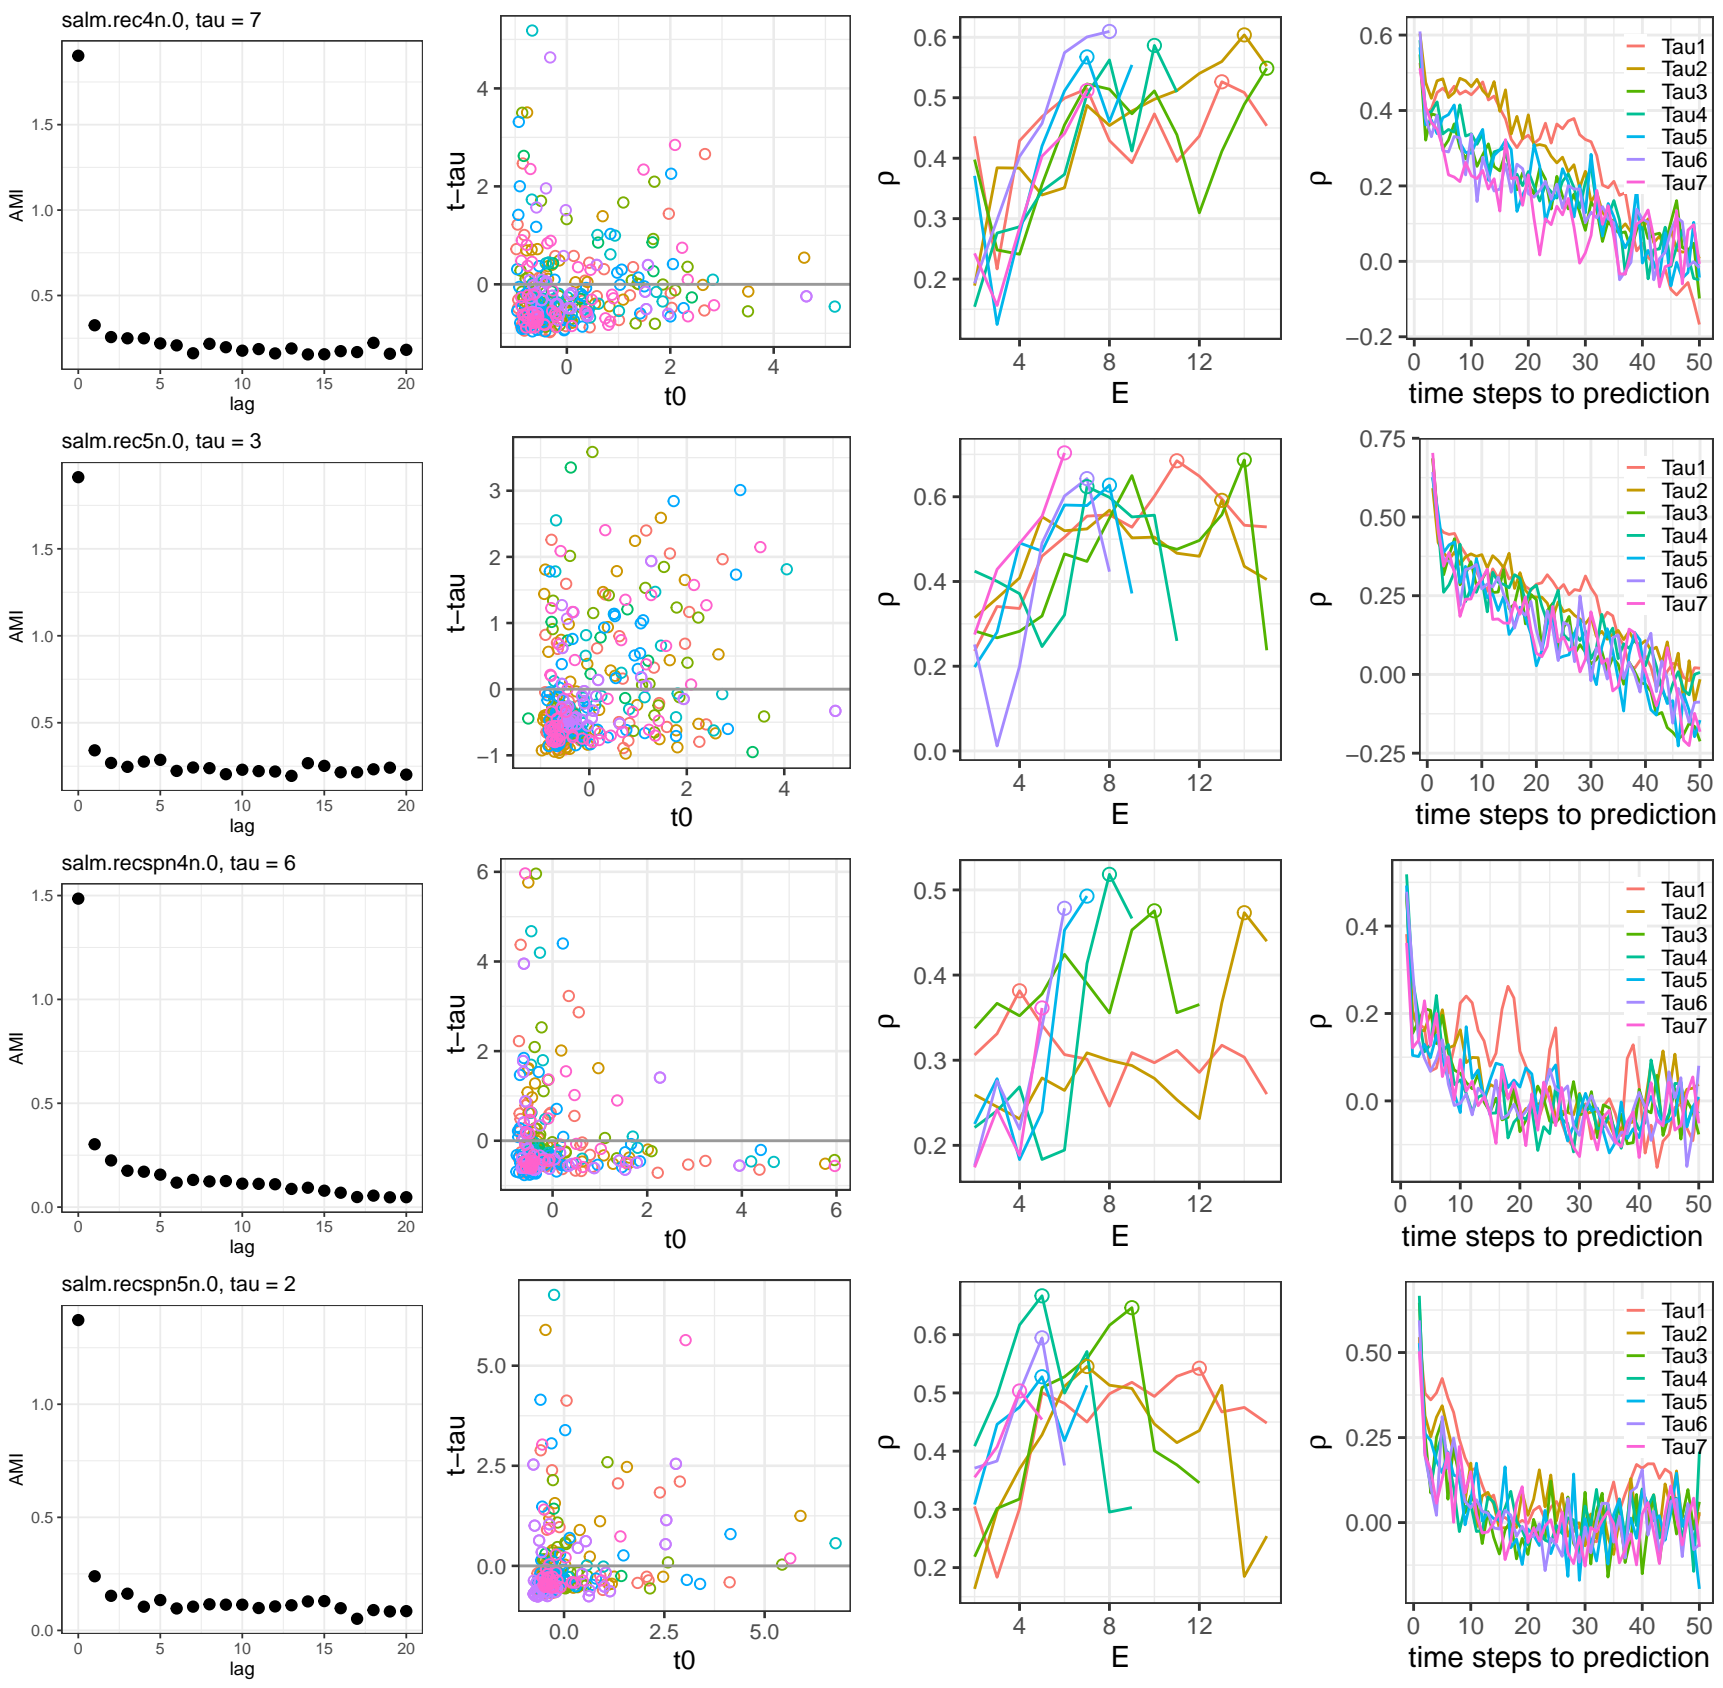 salm.rec4n.0, tau = 7
AMI
1.5
1.0
0.5
0 5 10 15 20
lag
t−tau
4
2
0
0 2 4
t0
ρ
0.6
0.5
0.4
0.3
0.2
4 8 12
E
ρ
0.6
0.4
0.2
0.0
−0.2
Tau1
Tau2
Tau3
Tau4
Tau5
Tau6
Tau7
0 10 20 30 40 50
time steps to prediction
salm.rec5n.0, tau = 3
AMI
1.5
1.0
0.5
0 5 10 15 20
lag
t−tau
3
2
1
0
−1
0 2 4
t0
ρ
0.6
0.4
0.2
0.0
4 8 12
E
ρ
0.75
0.50
0.25
0.00
−0.25
Tau1
Tau2
Tau3
Tau4
Tau5
Tau6
Tau7
0 10 20 30 40 50
time steps to prediction
salm.recspn4n.0, tau = 6
AMI
1.5
1.0
0.5
0.0
0 5 10 15 20
lag
t−tau
6
4
2
0
0 2 4 6
t0
ρ
0.5
0.4
0.3
0.2
4 8 12
E
ρ
0.4
0.2
0.0
Tau1
Tau2
Tau3
Tau4
Tau5
Tau6
Tau7
0 10 20 30 40 50
time steps to prediction
salm.recspn5n.0, tau = 2
AMI
1.0
0.5
0.0
0 5 10 15 20
lag
t−tau
5.0
2.5
0.0
0.0 2.5 5.0
t0
ρ
0.6
0.5
0.4
0.3
0.2
4 8 12
E
ρ
0.50
0.25
0.00
Tau1
Tau2
Tau3
Tau4
Tau5
Tau6
Tau7
0 10 20 30 40 50
time steps to prediction